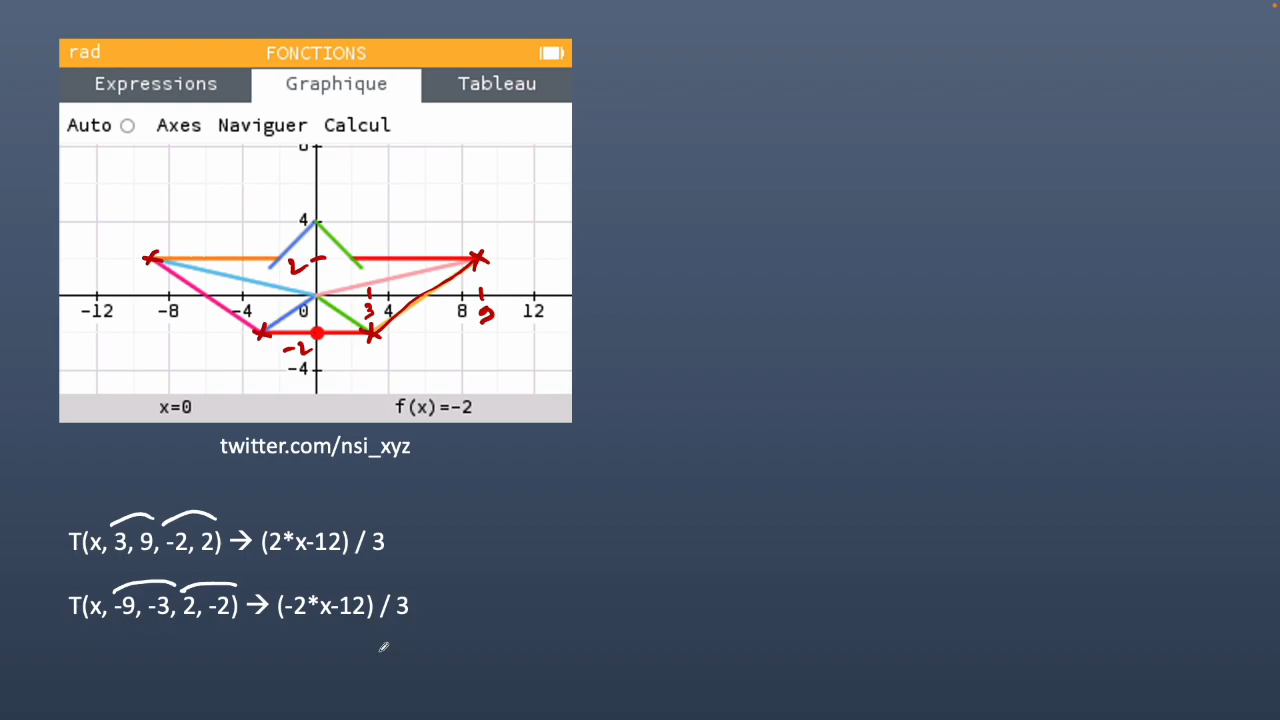 rad FONCTIONS
Expressions Graphique Tableau
Auto Axes Naviguer Calcul
4
2
-12 -8 -4 0 3 4 8 9 12
-2
-4
x=0 f(x)=-2
twitter.com/nsi_xyz
T(x, 3, 9, -2, 2) → (2*x-12) / 3
T(x, -9, -3, 2, -2) → (-2*x-12) / 3